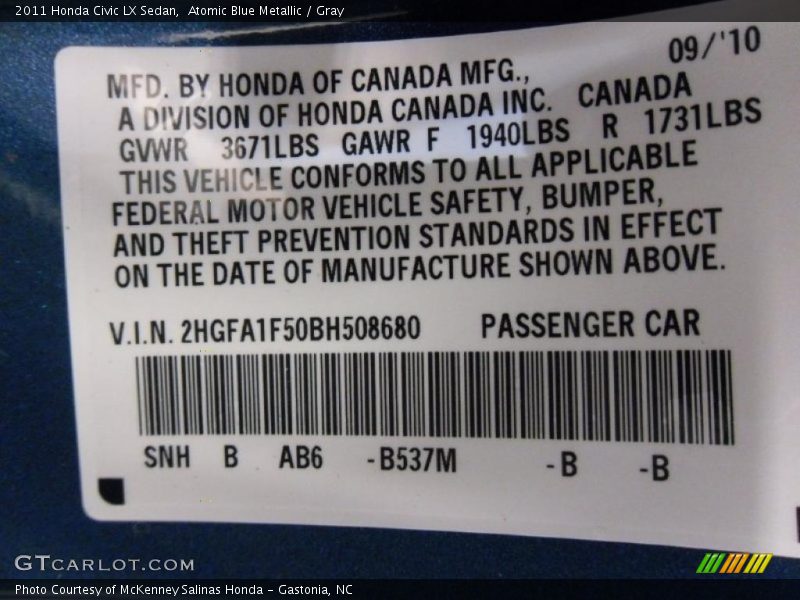 2011 Honda Civic LX Sedan,  Atomic Blue Metallic / Gray
09/'10
MFD. BY HONDA OF CANADA MFG.,
A DIVISION OF HONDA CANADA INC. CANADA
GVWR 3671LBS GAWR F 1940LBS R 1731LBS
THIS VEHICLE CONFORMS TO ALL APPLICABLE
FEDERAL MOTOR VEHICLE SAFETY, BUMPER,
AND THEFT PREVENTION STANDARDS IN EFFECT
ON THE DATE OF MANUFACTURE SHOWN ABOVE.
V.I.N. 2HGFA1F50BH508680 PASSENGER CAR
SNH B AB6 -B537M -B -B
GTCARLOT.COM
Photo Courtesy of McKenney Salinas Honda - Gastonia, NC